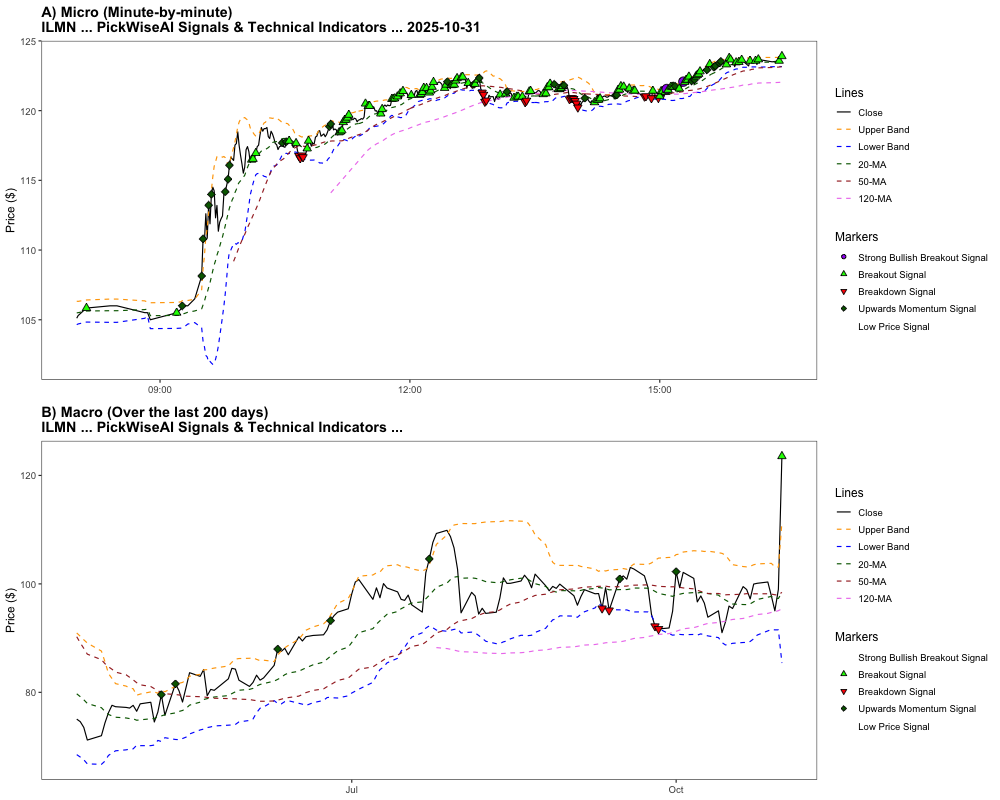 A) Micro (Minute-by-minute)
ILMN ... PickWiseAI Signals & Technical Indicators ... 2025-10-31
Price ($)
125
120
115
110
105
09:00
12:00
15:00
Lines
Close
Upper Band
Lower Band
20-MA
50-MA
120-MA
Markers
Strong Bullish Breakout Signal
Breakout Signal
Breakdown Signal
Upwards Momentum Signal
Low Price Signal
B) Macro (Over the last 200 days)
ILMN ... PickWiseAI Signals & Technical Indicators ...
Price ($)
120
100
80
Jul
Oct
Lines
Close
Upper Band
Lower Band
20-MA
50-MA
120-MA
Markers
Strong Bullish Breakout Signal
Breakout Signal
Breakdown Signal
Upwards Momentum Signal
Low Price Signal